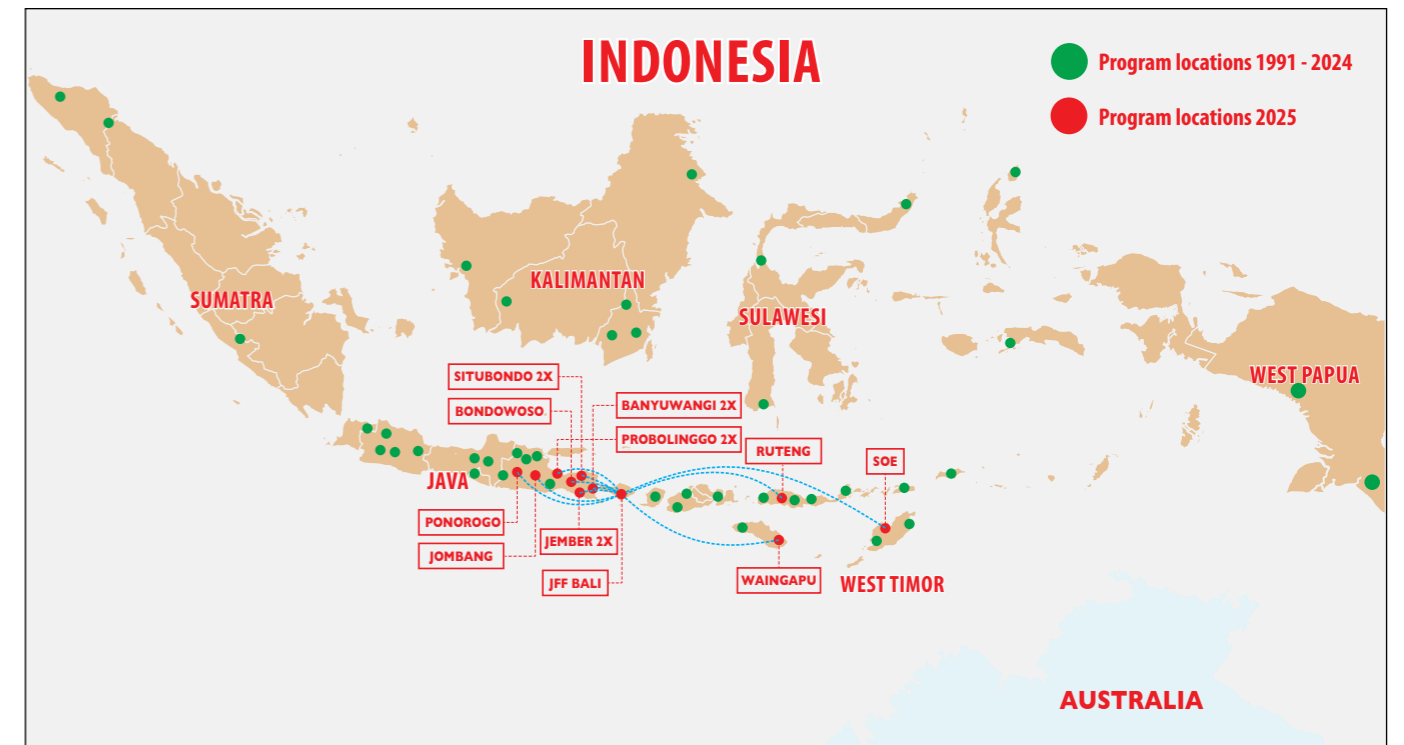 INDONESIA
Program locations 1991 - 2024
Program locations 2025
SUMATRA
KALIMANTAN
SULAWESI
WEST PAPUA
SITUBONDO 2X
BONDOWOSO
BANYUWANGI 2X
PROBOLINGGO 2X
RUTENG
SOE
JAVA
PONOROGO
JOMBANG
JEMBER 2X
JFF BALI
WAINGAPU
WEST TIMOR
AUSTRALIA